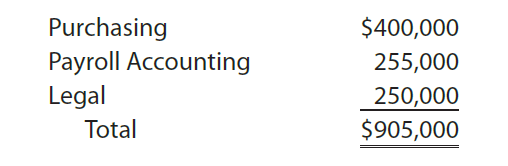 Purchasing $400,000
Payroll Accounting 255,000
Legal 250,000
Total $905,000